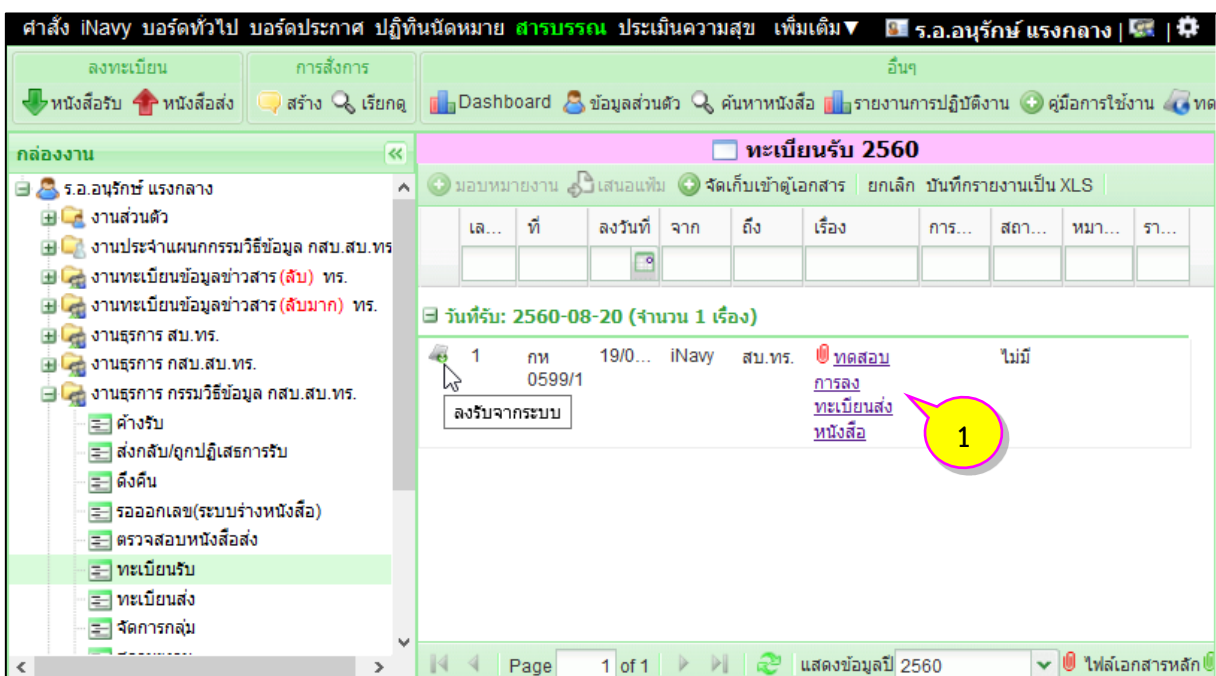 คำสั่ง iNavy บอร์ดทั่วไป บอร์ดประกาศ ปฏิทินนัดหมาย สารบรรณ ประเมินความสุข เพิ่มเติม▼ ร.อ.อนุรักษ์ แรงกลาง | |
ลงทะเบียน การสั่งการ อื่นๆ
หนังสือรับ หนังสือส่ง สร้าง เรียกดู Dashboard ข้อมูลส่วนตัว ค้นหาหนังสือ รายงานการปฏิบัติงาน คู่มือการใช้งาน ทด
กล่องงาน
ทะเบียนรับ 2560
ร.อ.อนุรักษ์ แรงกลาง
งานส่วนตัว
งานประจำแผนกกรรมวิธีข้อมูล กสบ.สบ.ทร
งานทะเบียนข้อมูลข่าวสาร (ลับ) ทร.
งานทะเบียนข้อมูลข่าวสาร (ลับมาก) ทร.
งานธุรการ สบ.ทร.
งานธุรการ กสบ.สบ.ทร.
งานธุรการ กรรมวิธีข้อมูล กสบ.สบ.ทร.
ค้างรับ
ส่งกลับ/ถูกปฏิเสธการรับ
ดึงคืน
รอออกเลข(ระบบร่างหนังสือ)
ตรวจสอบหนังสือส่ง
ทะเบียนรับ
ทะเบียนส่ง
จัดการกลุ่ม
มอบหมายงาน เสนอแฟ้ม จัดเก็บเข้าตู้เอกสาร ยกเลิก บันทึกรายงานเป็น XLS
เล... ที่ ลงวันที่ จาก ถึง เรื่อง การ... สถา... หมา... รา...
วันที่รับ: 2560-08-20 (จำนวน 1 เรื่อง)
1 กห 19/0... iNavy สบ.ทร. ทดสอบ ไม่มี
0599/1 การลง
ลงรับจากระบบ ทะเบียนส่ง
หนังสือ
1
Page 1 of 1 แสดงข้อมูลปี 2560 ไฟล์เอกสารหลัก